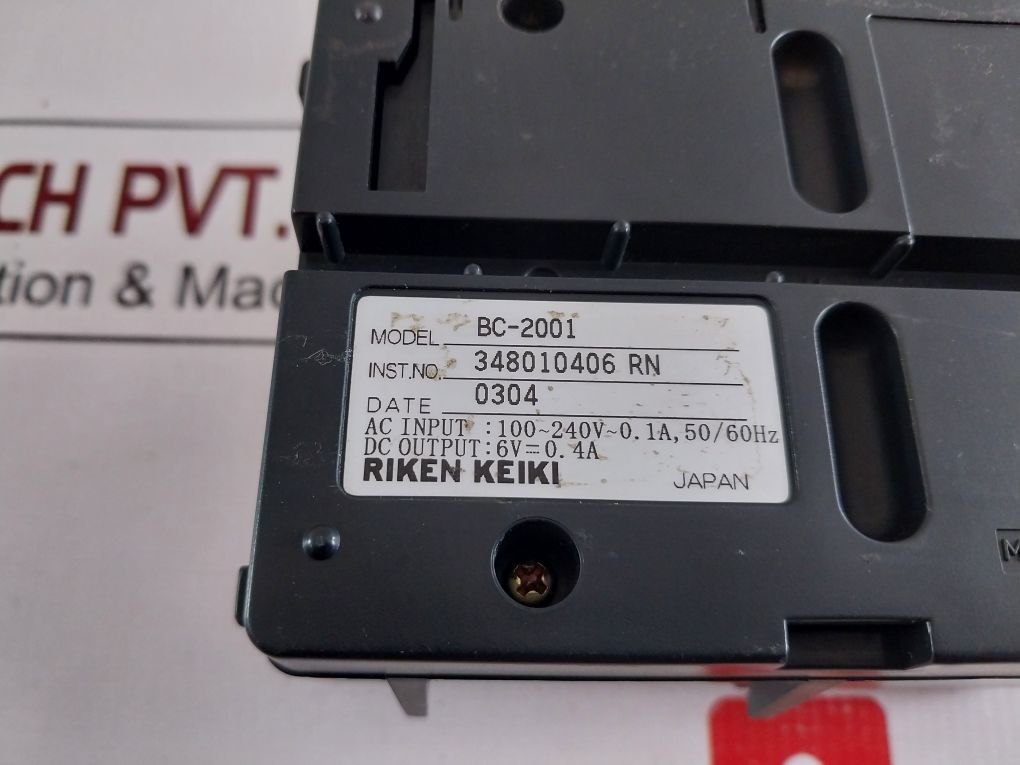 CH PVT.
tion & Mac
MODEL BC-2001
INST.NO. 348010406 RN
DATE 0304
AC INPUT :100~240V~0.1A,50/60Hz
DC OUTPUT:6V⎓0.4A
RIKEN KEIKI JAPAN
M